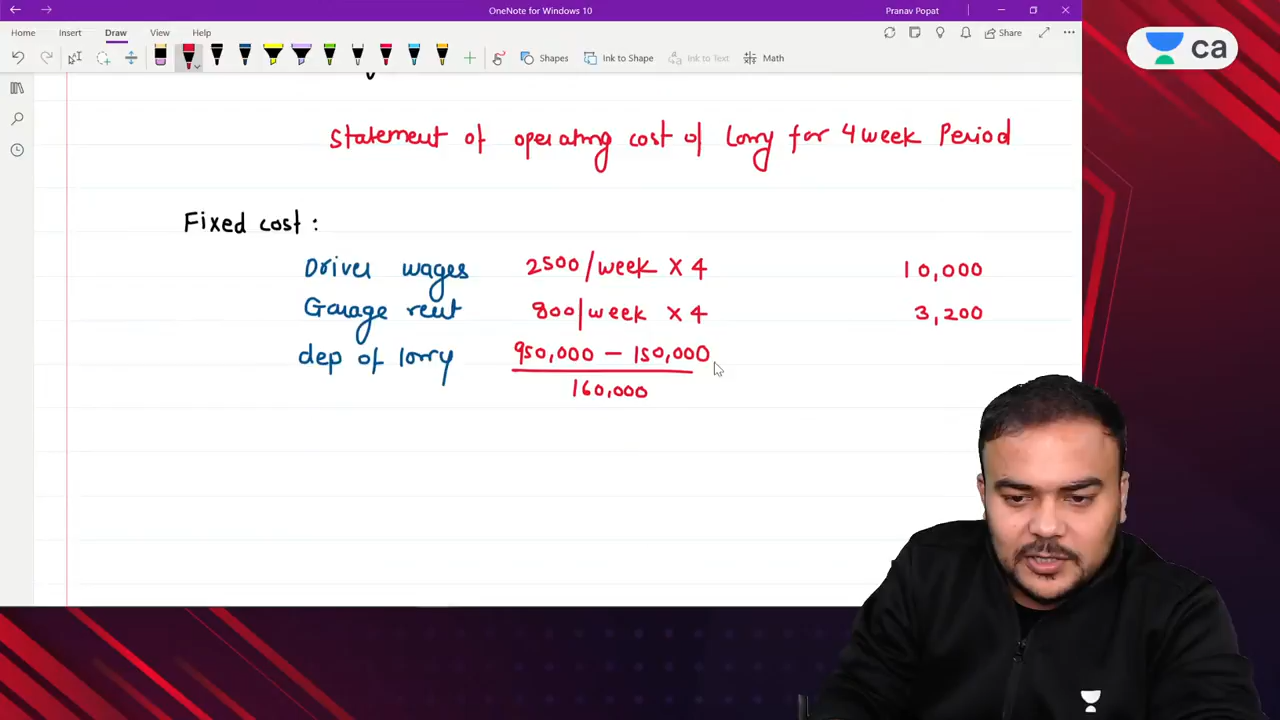 OneNote for Windows 10
Pranav Popat
Home Insert Draw View Help
Share
Shapes Ink to Shape Ink to Text Math
ca
Statement of operating cost of lorry for 4 week Period
Fixed cost :
Driver wages 2500/week X 4 10,000
Garage rent 800/week X 4 3,200
dep of lorry 950,000 – 150,000
160,000